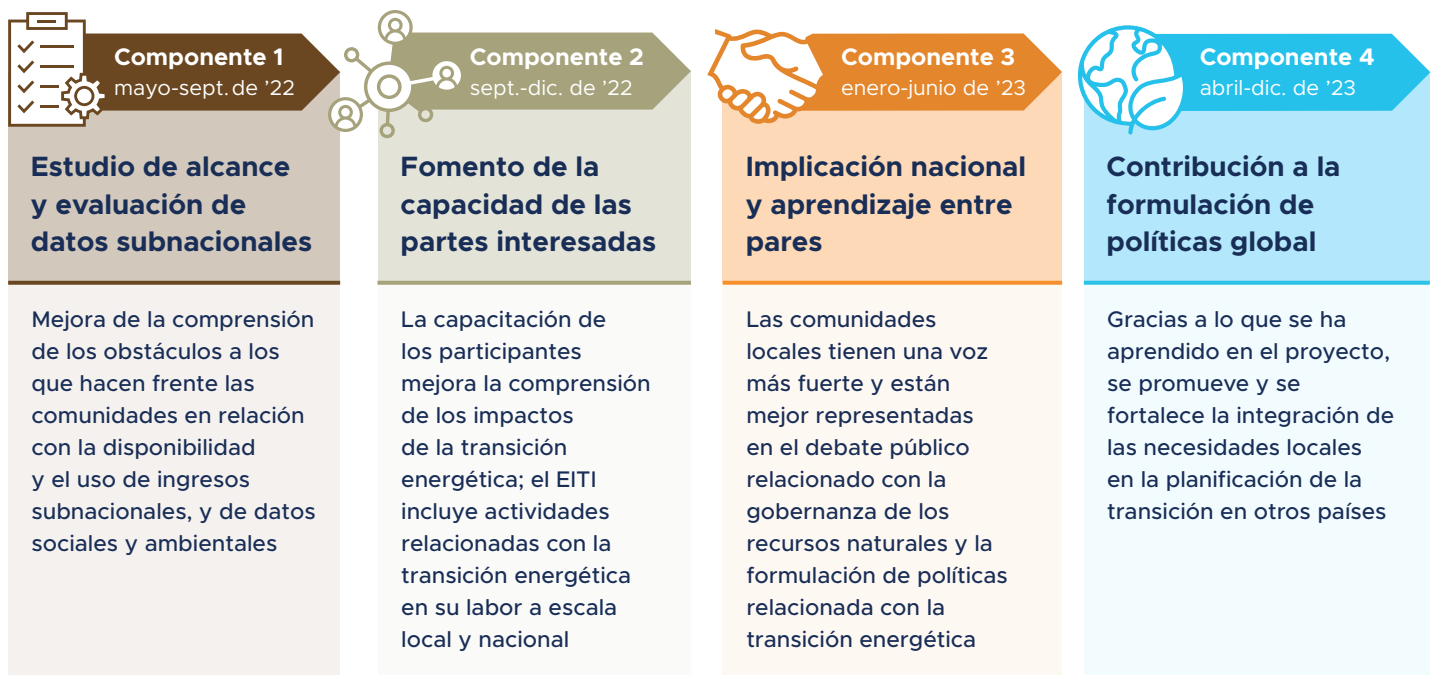 Componente 1
mayo-sept. de ’22
Estudio de alcance
y evaluación de
datos subnacionales
Mejora de la comprensión
de los obstáculos a los
que hacen frente las
comunidades en relación
con la disponibilidad
y el uso de ingresos
subnacionales, y de datos
sociales y ambientales
Componente 2
sept.-dic. de ’22
Fomento de la
capacidad de las
partes interesadas
La capacitación de
los participantes
mejora la comprensión
de los impactos
de la transición
energética; el EITI
incluye actividades
relacionadas con la
transición energética
en su labor a escala
local y nacional
Componente 3
enero-junio de ’23
Implicación nacional
y aprendizaje entre
pares
Las comunidades
locales tienen una voz
más fuerte y están
mejor representadas
en el debate público
relacionado con la
gobernanza de los
recursos naturales y la
formulación de políticas
relacionada con la
transición energética
Componente 4
abril-dic. de ’23
Contribución a la
formulación de
políticas global
Gracias a lo que se ha
aprendido en el proyecto,
se promueve y se
fortalece la integración de
las necesidades locales
en la planificación de la
transición en otros países